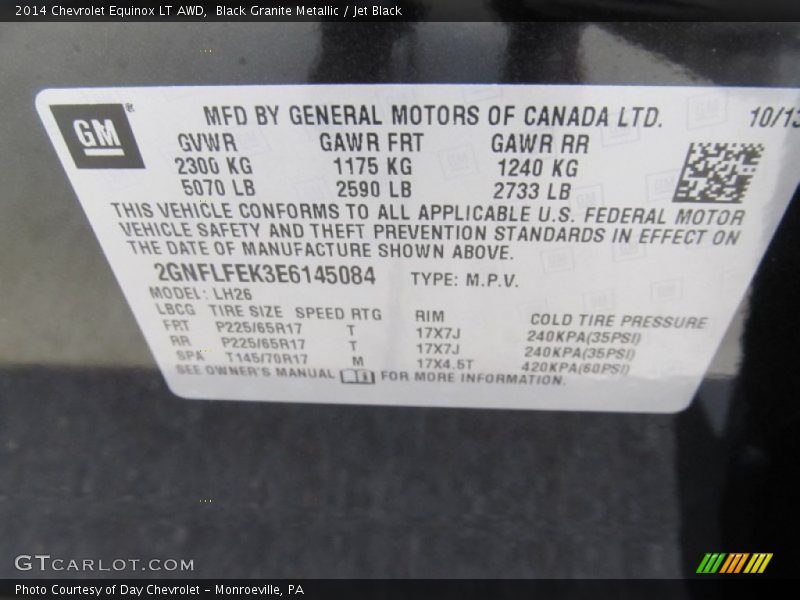 2014 Chevrolet Equinox LT AWD, Black Granite Metallic / Jet Black
GM ®
MFD BY GENERAL MOTORS OF CANADA LTD. 10/13
GVWR GAWR FRT GAWR RR
2300 KG 1175 KG 1240 KG
5070 LB 2590 LB 2733 LB
THIS VEHICLE CONFORMS TO ALL APPLICABLE U.S. FEDERAL MOTOR
VEHICLE SAFETY AND THEFT PREVENTION STANDARDS IN EFFECT ON
THE DATE OF MANUFACTURE SHOWN ABOVE.
2GNFLFEK3E6145084 TYPE: M.P.V.
MODEL: LH26
LBCG TIRE SIZE SPEED RTG RIM COLD TIRE PRESSURE
FRT P225/65R17 T 17X7J 240KPA(35PSI)
RR P225/65R17 T 17X7J 240KPA(35PSI)
SPK T145/70R17 M 17X4.5T 420KPA(60PSI)
SEE OWNER'S MANUAL FOR MORE INFORMATION.
GTCARLOT.COM
Photo Courtesy of Day Chevrolet - Monroeville, PA